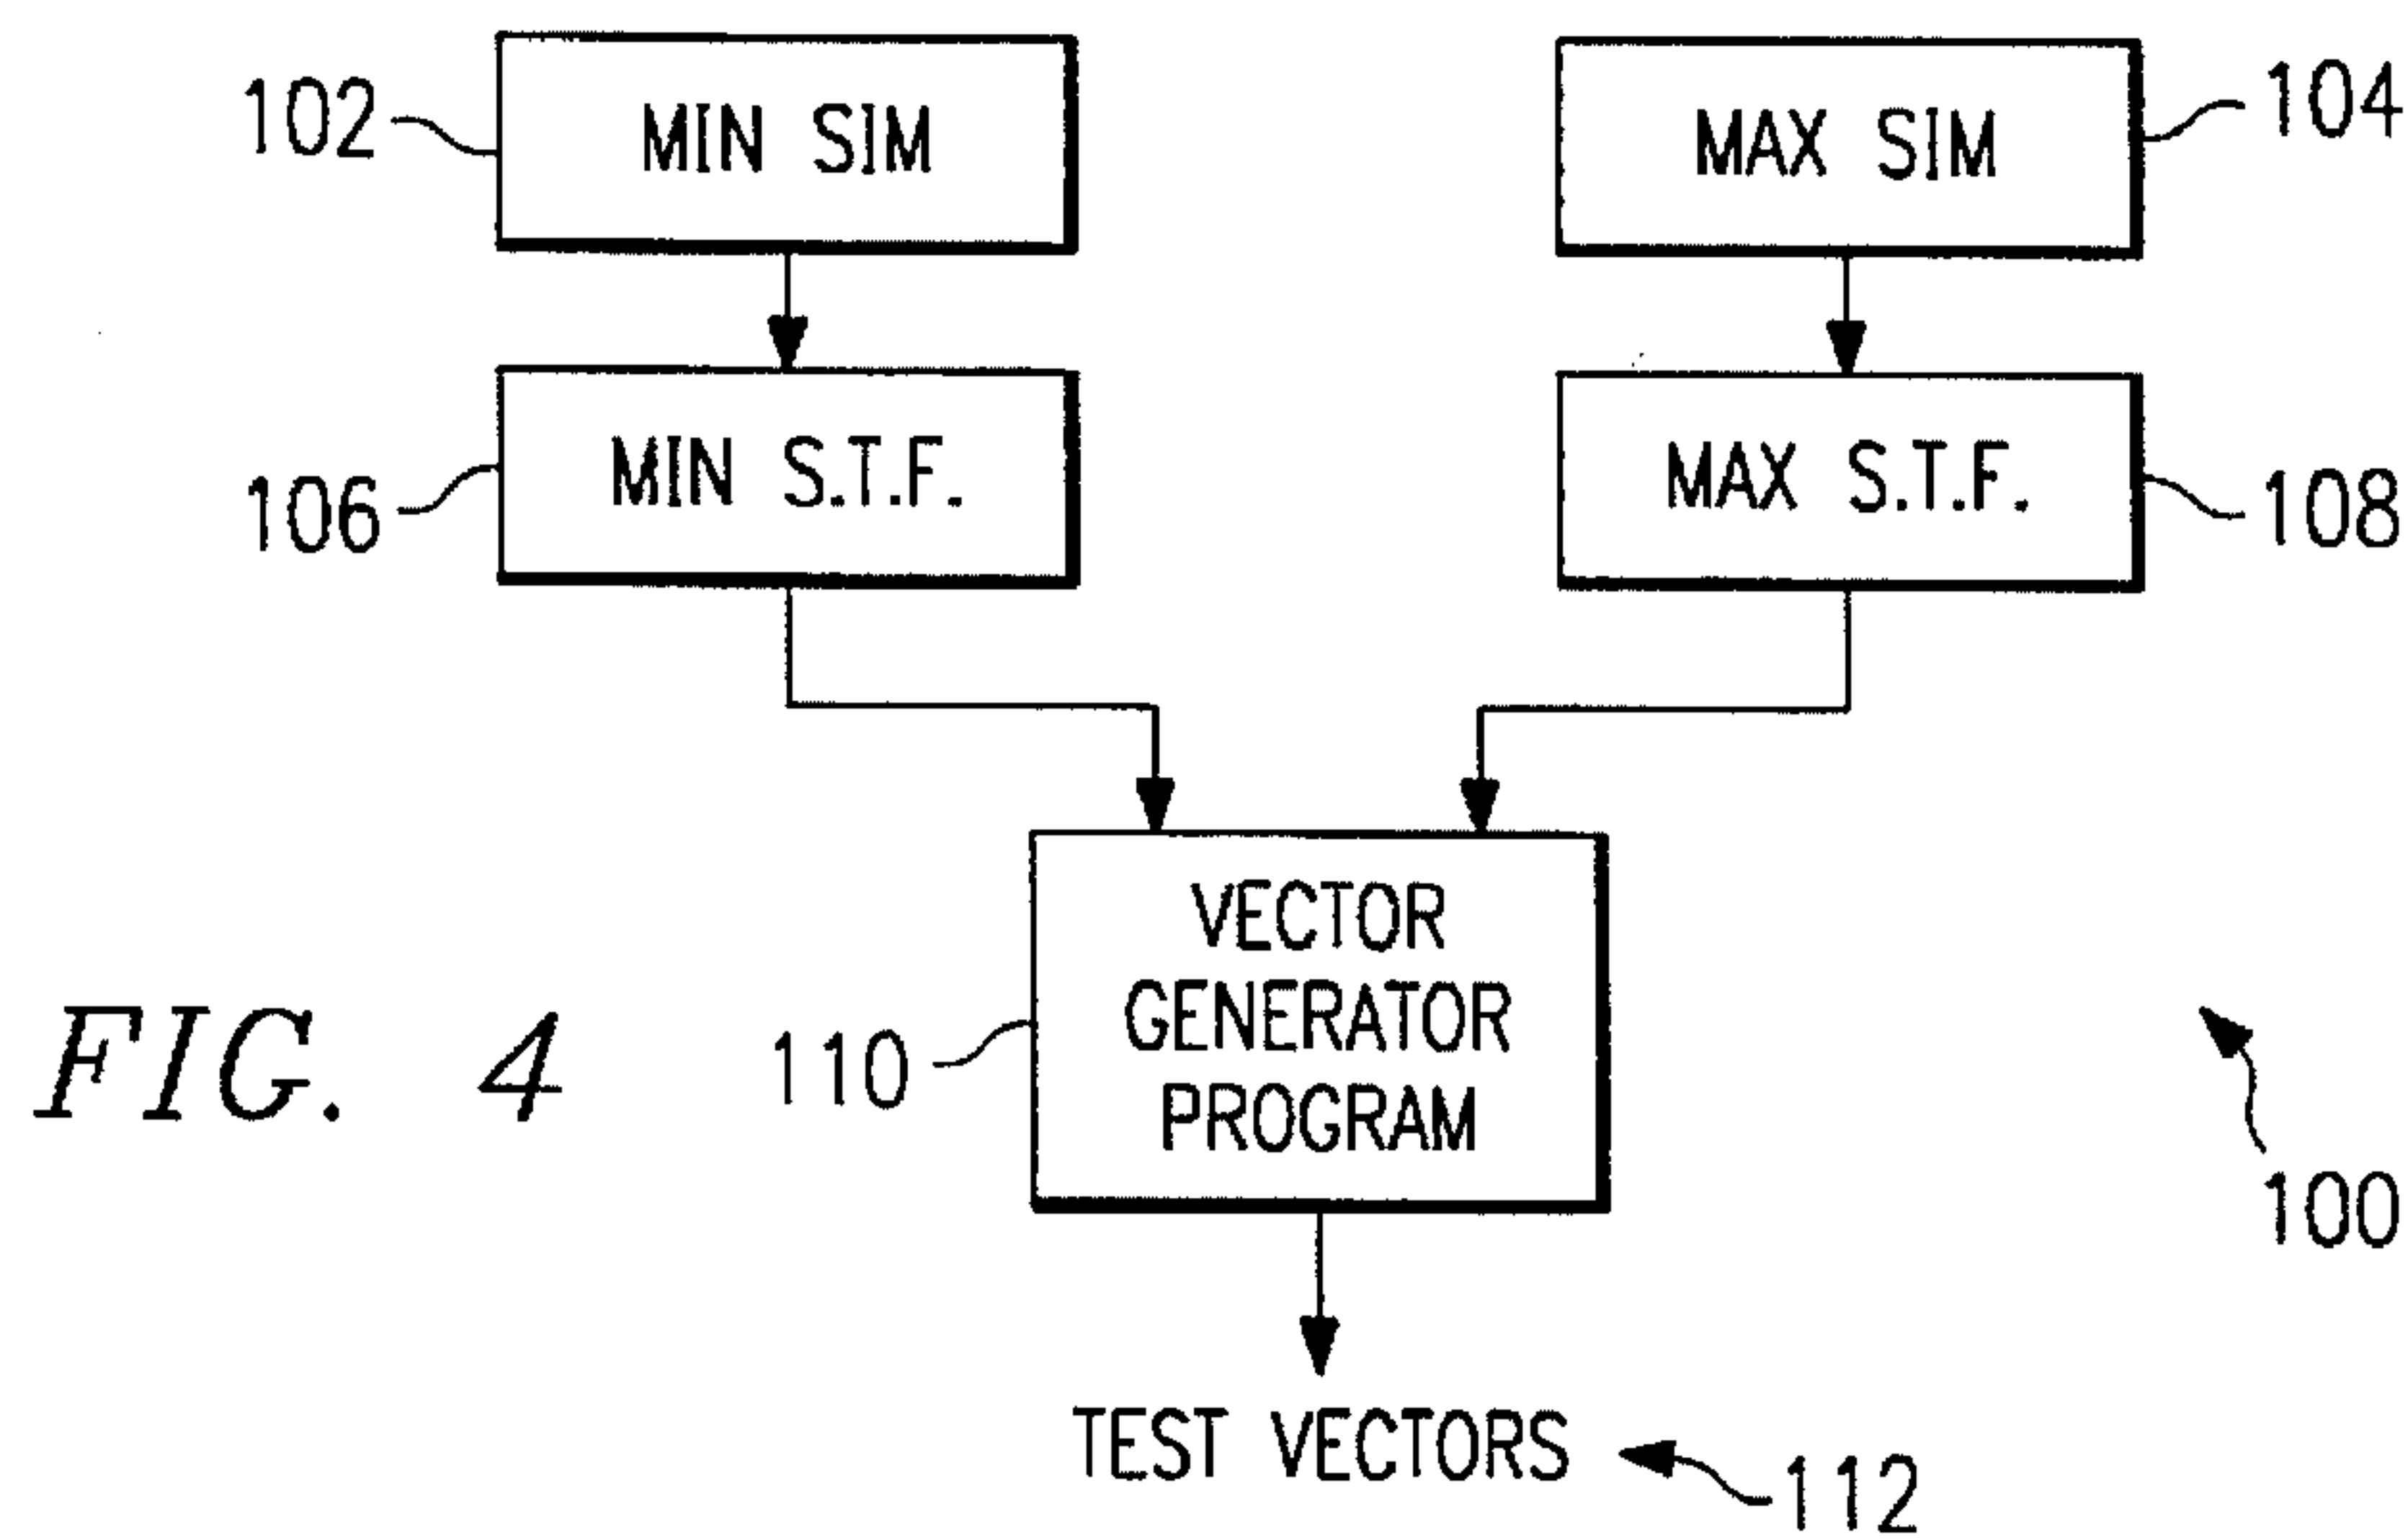 102
MIN SIM
MAX SIM
104
106
MIN S.T.F.
MAX S.T.F.
108
VECTOR
GENERATOR
PROGRAM
110
FIG. 4
100
TEST VECTORS
112